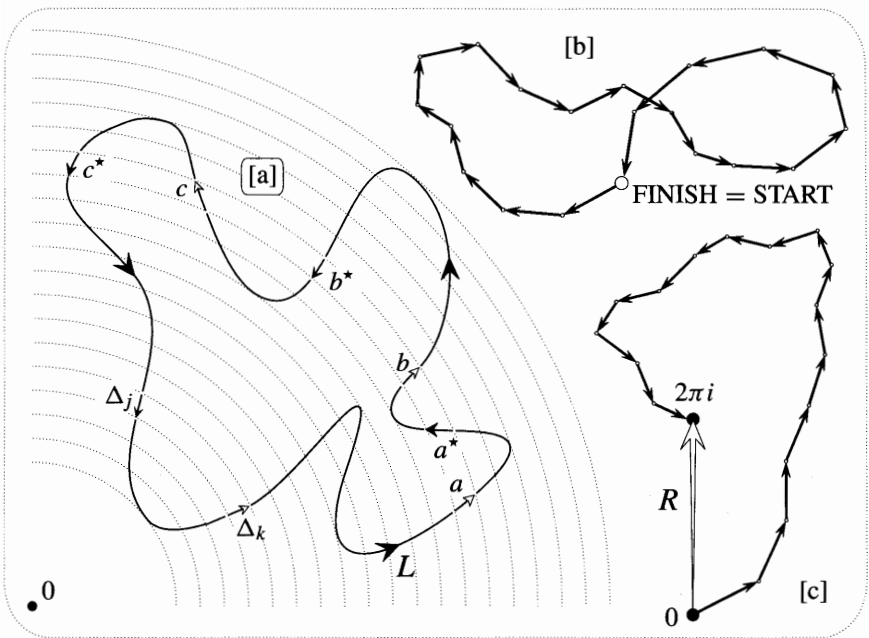 [b]
c⋆
[a]
c
FINISH = START
b⋆
b
Δj
2πi
a⋆
a
R
Δk
L
0
[c]
0